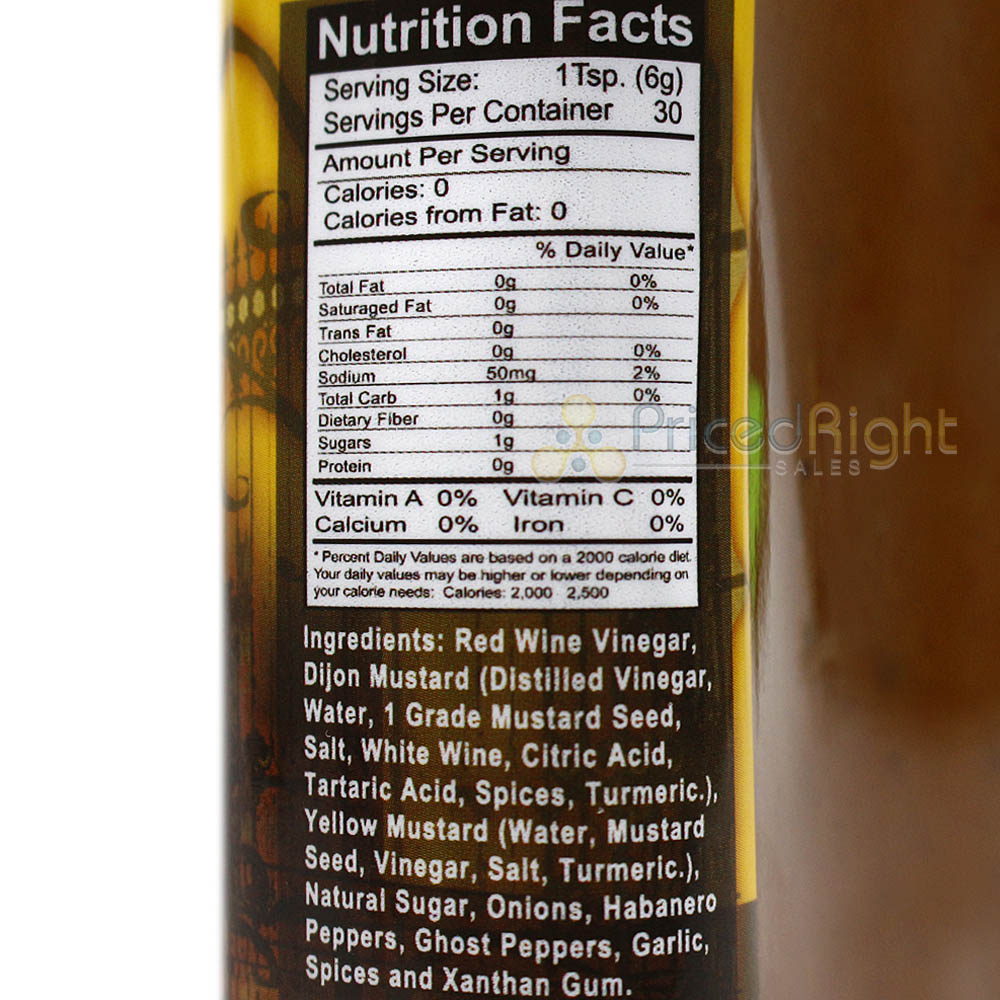 Nutrition Facts
Serving Size: 1Tsp. (6g)
Servings Per Container 30
Amount Per Serving
Calories: 0
Calories from Fat: 0
% Daily Value*
Total Fat 0g 0%
Saturaged Fat 0g 0%
Trans Fat 0g
Cholesterol 0g 0%
Sodium 50mg 2%
Total Carb 1g 0%
Dietary Fiber 0g
Sugars 1g
Protein 0g
PricedRight
SALES
Vitamin A 0% Vitamin C 0%
Calcium 0% Iron 0%
* Percent Daily Values are based on a 2000 calorie diet.
Your daily values may be higher or lower depending on
your calorie needs: Calories: 2,000 2,500
Ingredients: Red Wine Vinegar,
Dijon Mustard (Distilled Vinegar,
Water, 1 Grade Mustard Seed,
Salt, White Wine, Citric Acid,
Tartaric Acid, Spices, Turmeric.),
Yellow Mustard (Water, Mustard
Seed, Vinegar, Salt, Turmeric.),
Natural Sugar, Onions, Habanero
Peppers, Ghost Peppers, Garlic,
Spices and Xanthan Gum.